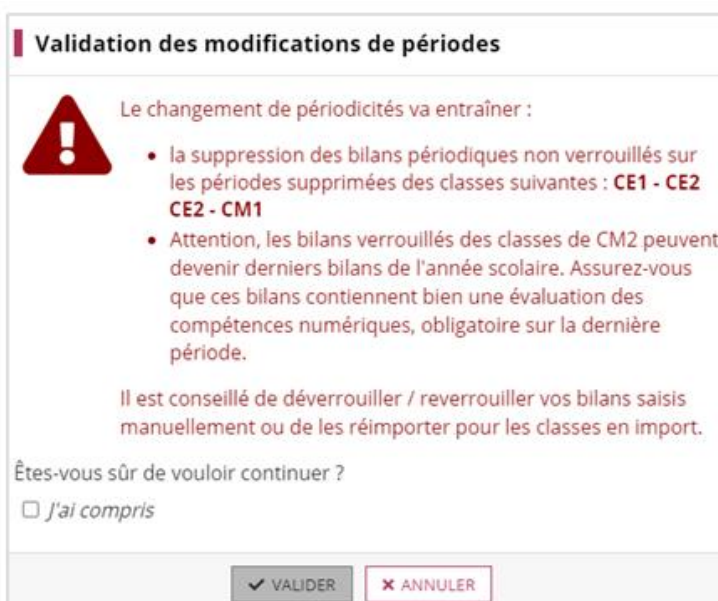 Validation des modifications de périodes
Le changement de périodicités va entraîner :
• la suppression des bilans périodiques non verrouillés sur
les périodes supprimées des classes suivantes : CE1 - CE2
CE2 - CM1
• Attention, les bilans verrouillés des classes de CM2 peuvent
devenir derniers bilans de l'année scolaire. Assurez-vous
que ces bilans contiennent bien une évaluation des
compétences numériques, obligatoire sur la dernière
période.
Il est conseillé de déverrouiller / reverrouiller vos bilans saisis
manuellement ou de les réimporter pour les classes en import.
Êtes-vous sûr de vouloir continuer ?
J'ai compris
VALIDER
ANNULER